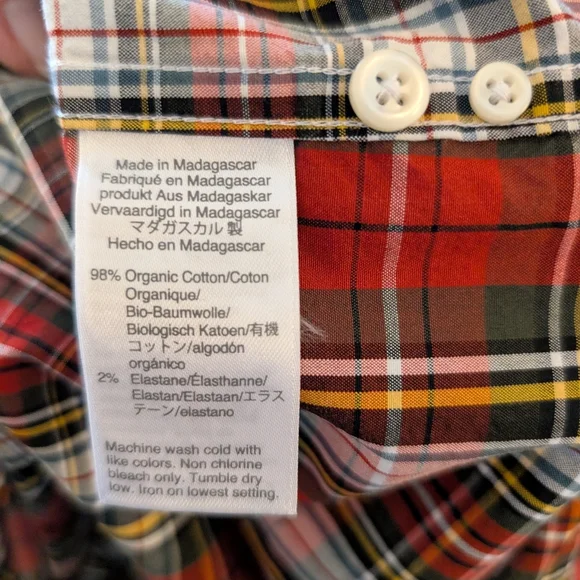 Made in Madagascar
Fabriqué en Madagascar
produkt Aus Madagaskar
Vervaardigd in Madagascar
マダガスカル 製
Hecho en Madagascar
98% Organic Cotton/Coton
Organique/
Bio-Baumwolle/
Biologisch Katoen/有機
コットン/algodón
orgánico
2% Elastane/Élasthanne/
Elastan/Elastaan/エラス
テーン/elastano
Machine wash cold with
like colors. Non chlorine
bleach only. Tumble dry
low. Iron on lowest setting.